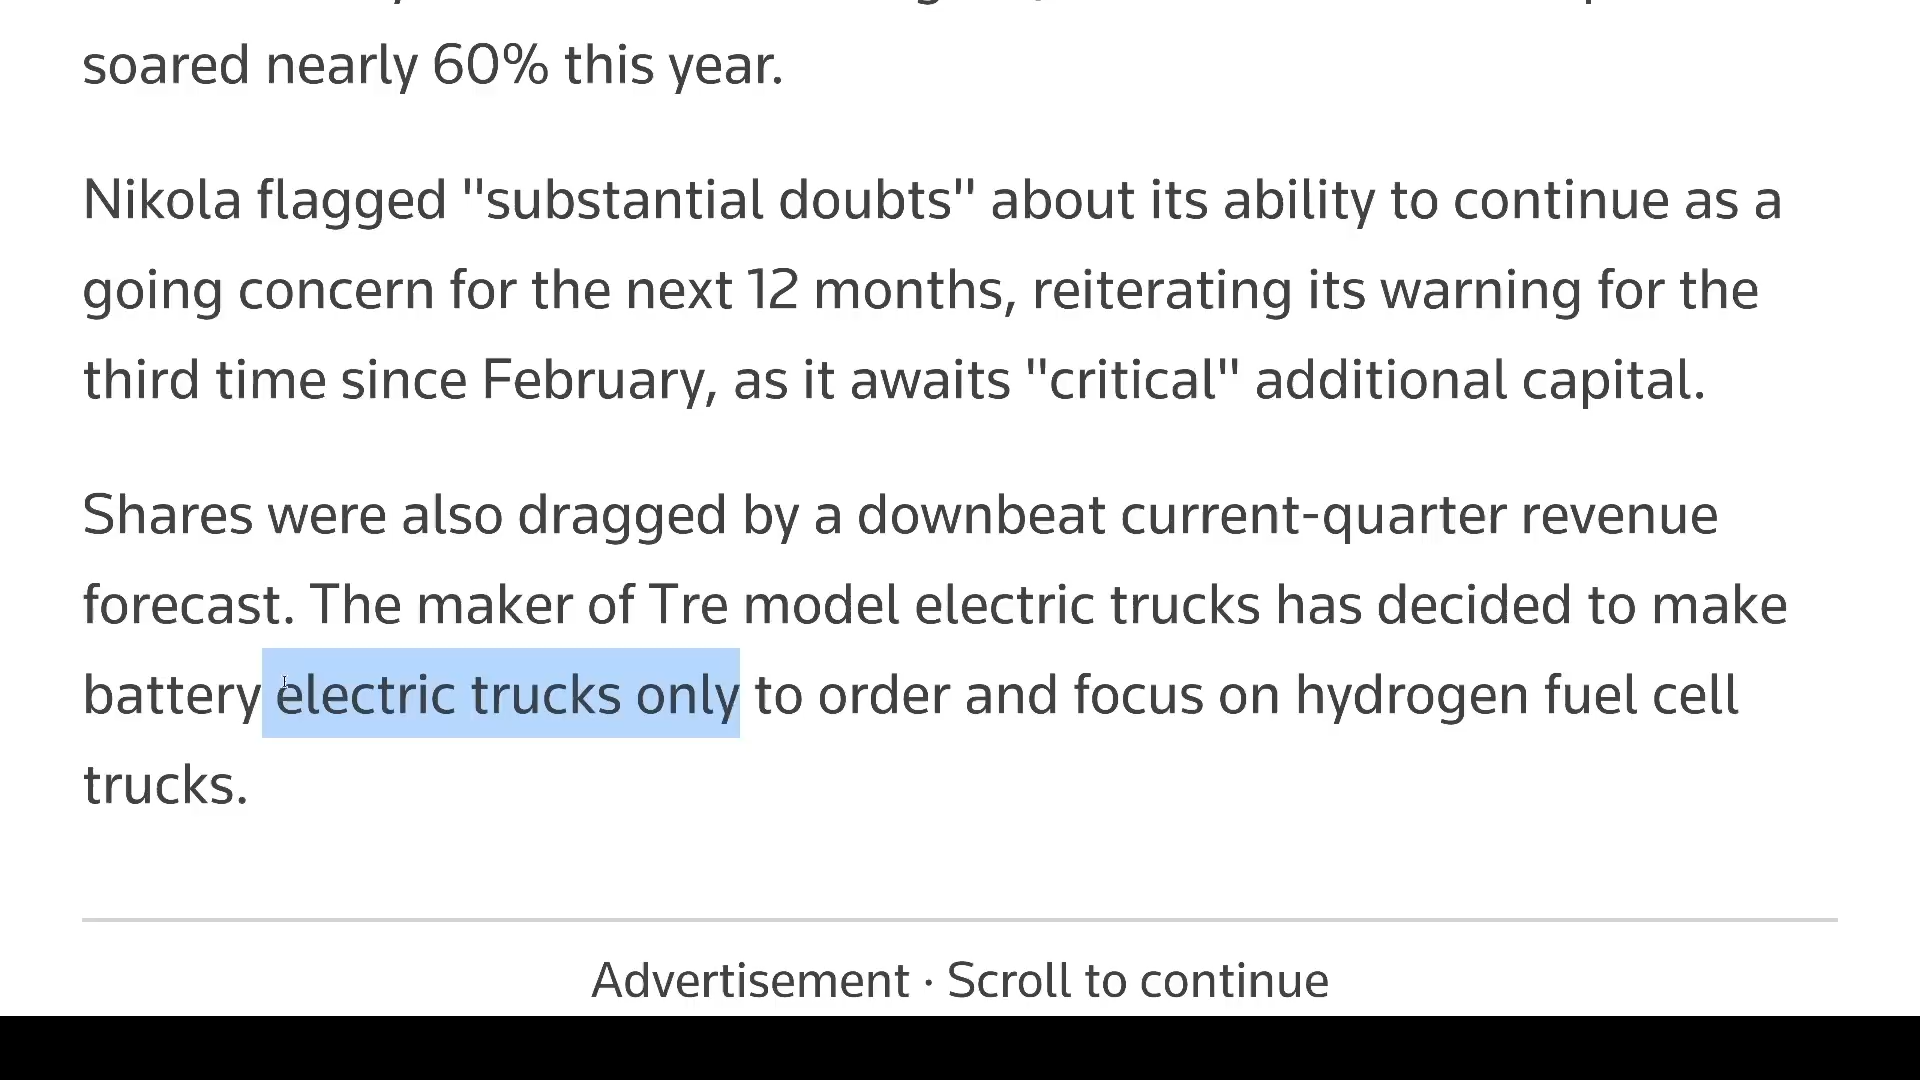 soared nearly 60% this year.
Nikola flagged "substantial doubts" about its ability to continue as a
going concern for the next 12 months, reiterating its warning for the
third time since February, as it awaits "critical" additional capital.
Shares were also dragged by a downbeat current-quarter revenue
forecast. The maker of Tre model electric trucks has decided to make
battery electric trucks only to order and focus on hydrogen fuel cell
trucks.
Advertisement · Scroll to continue